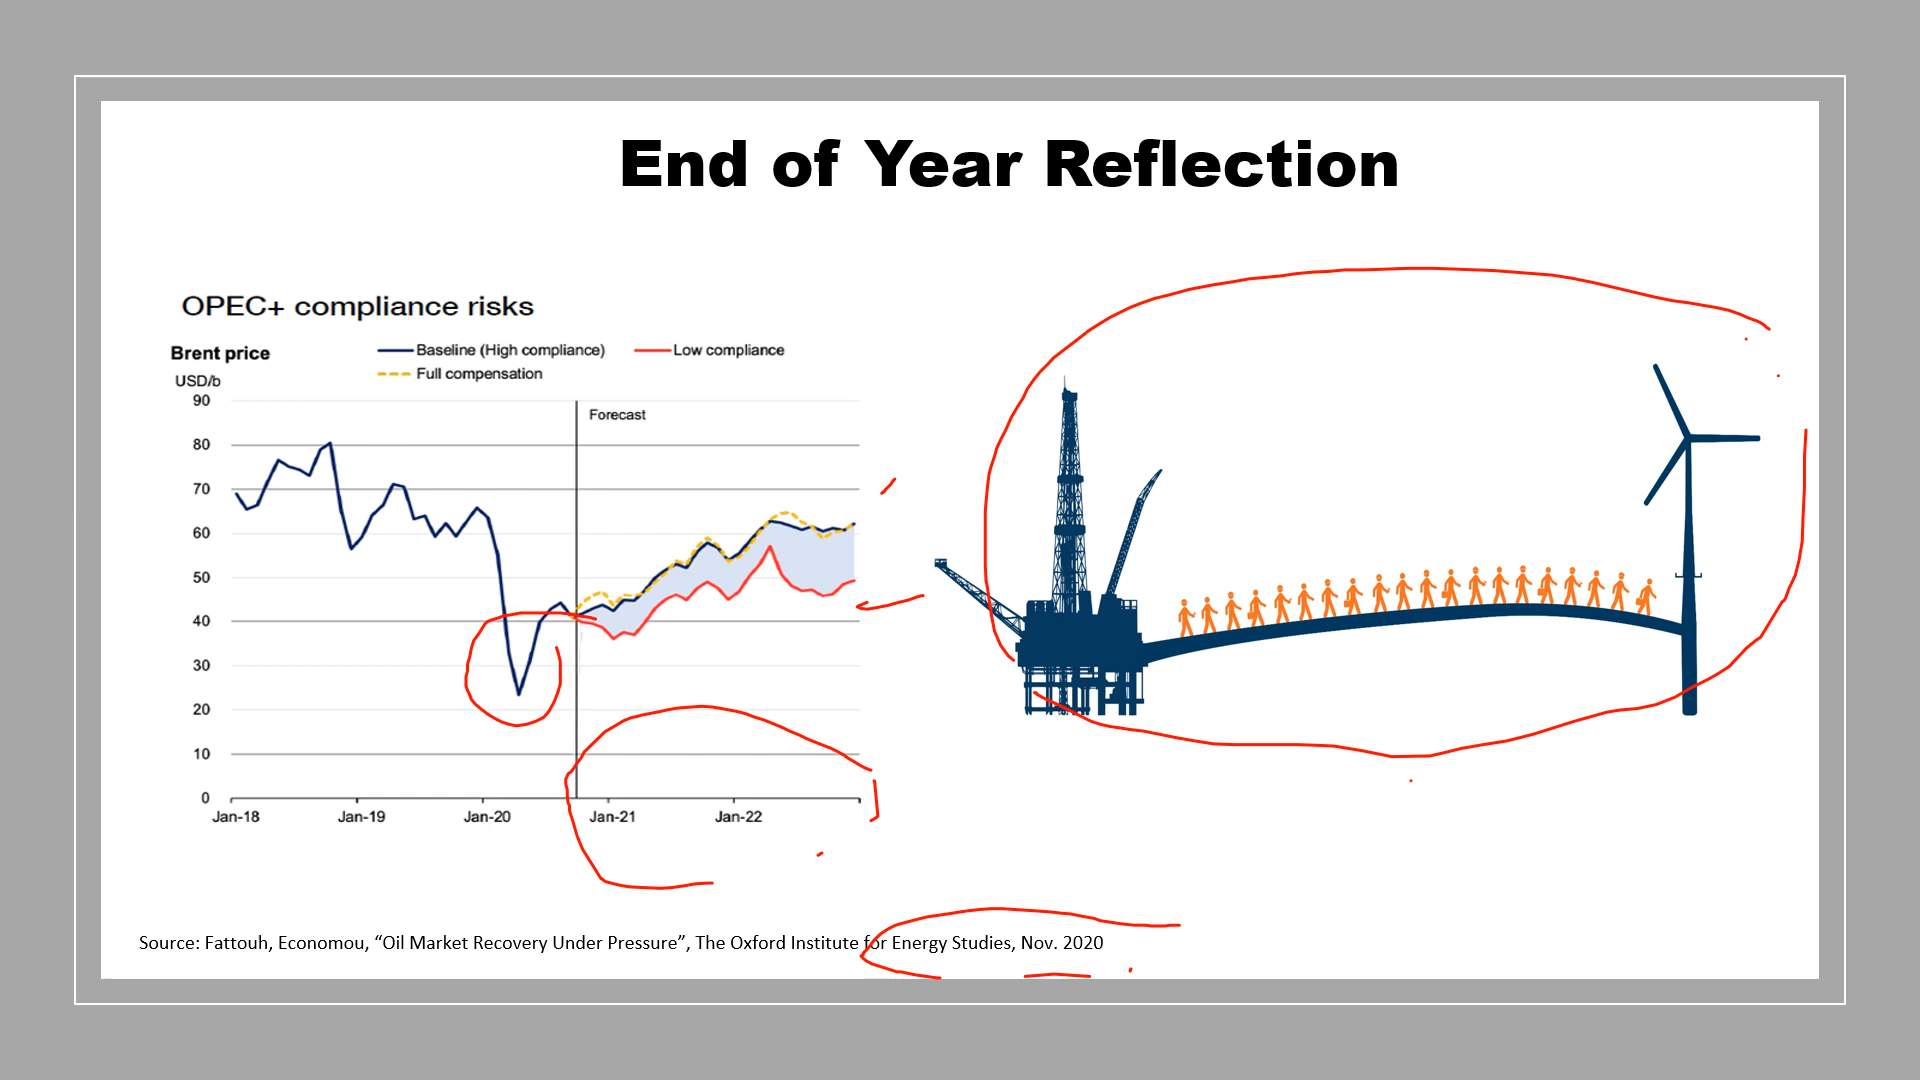 End of Year Reflection
OPEC+ compliance risks
Brent price
USD/b
Baseline (High compliance)
Low compliance
Full compensation
Forecast
90
80
70
60
50
40
30
20
10
0
Jan-18
Jan-19
Jan-20
Jan-21
Jan-22
Source: Fattouh, Economou, “Oil Market Recovery Under Pressure”, The Oxford Institute for Energy Studies, Nov. 2020